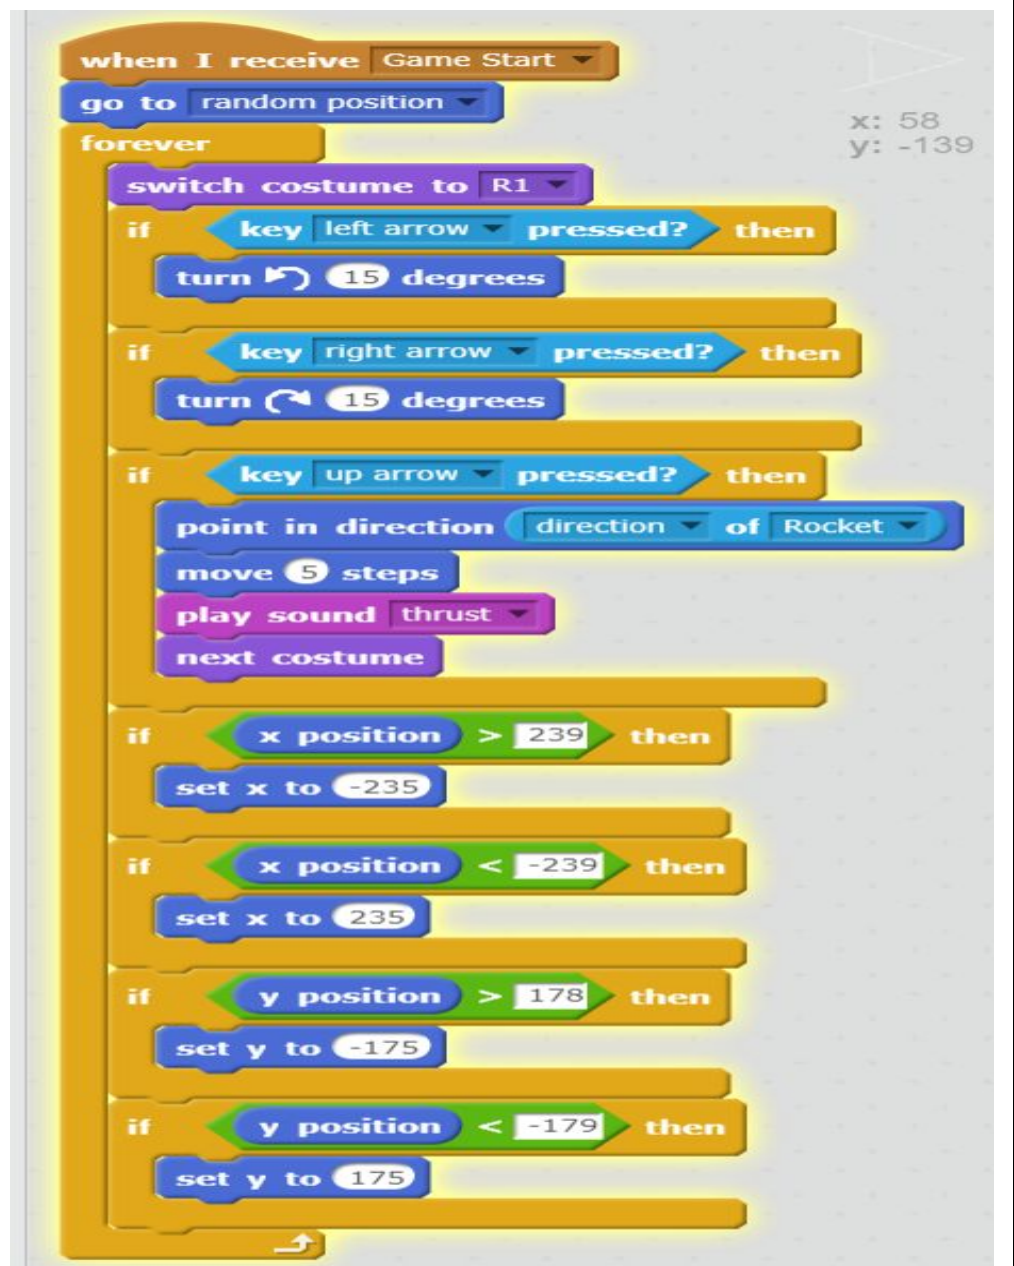 when I receive Game Start
go to random position
x: 58
y: -139
forever
switch costume to R1
if key left arrow pressed? then
turn 15 degrees
if key right arrow pressed? then
turn 15 degrees
if key up arrow pressed? then
point in direction direction of Rocket
move 5 steps
play sound thrust
next costume
if x position > 239 then
set x to -235
if x position < -239 then
set x to 235
if y position > 178 then
set y to -175
if y position < -179 then
set y to 175